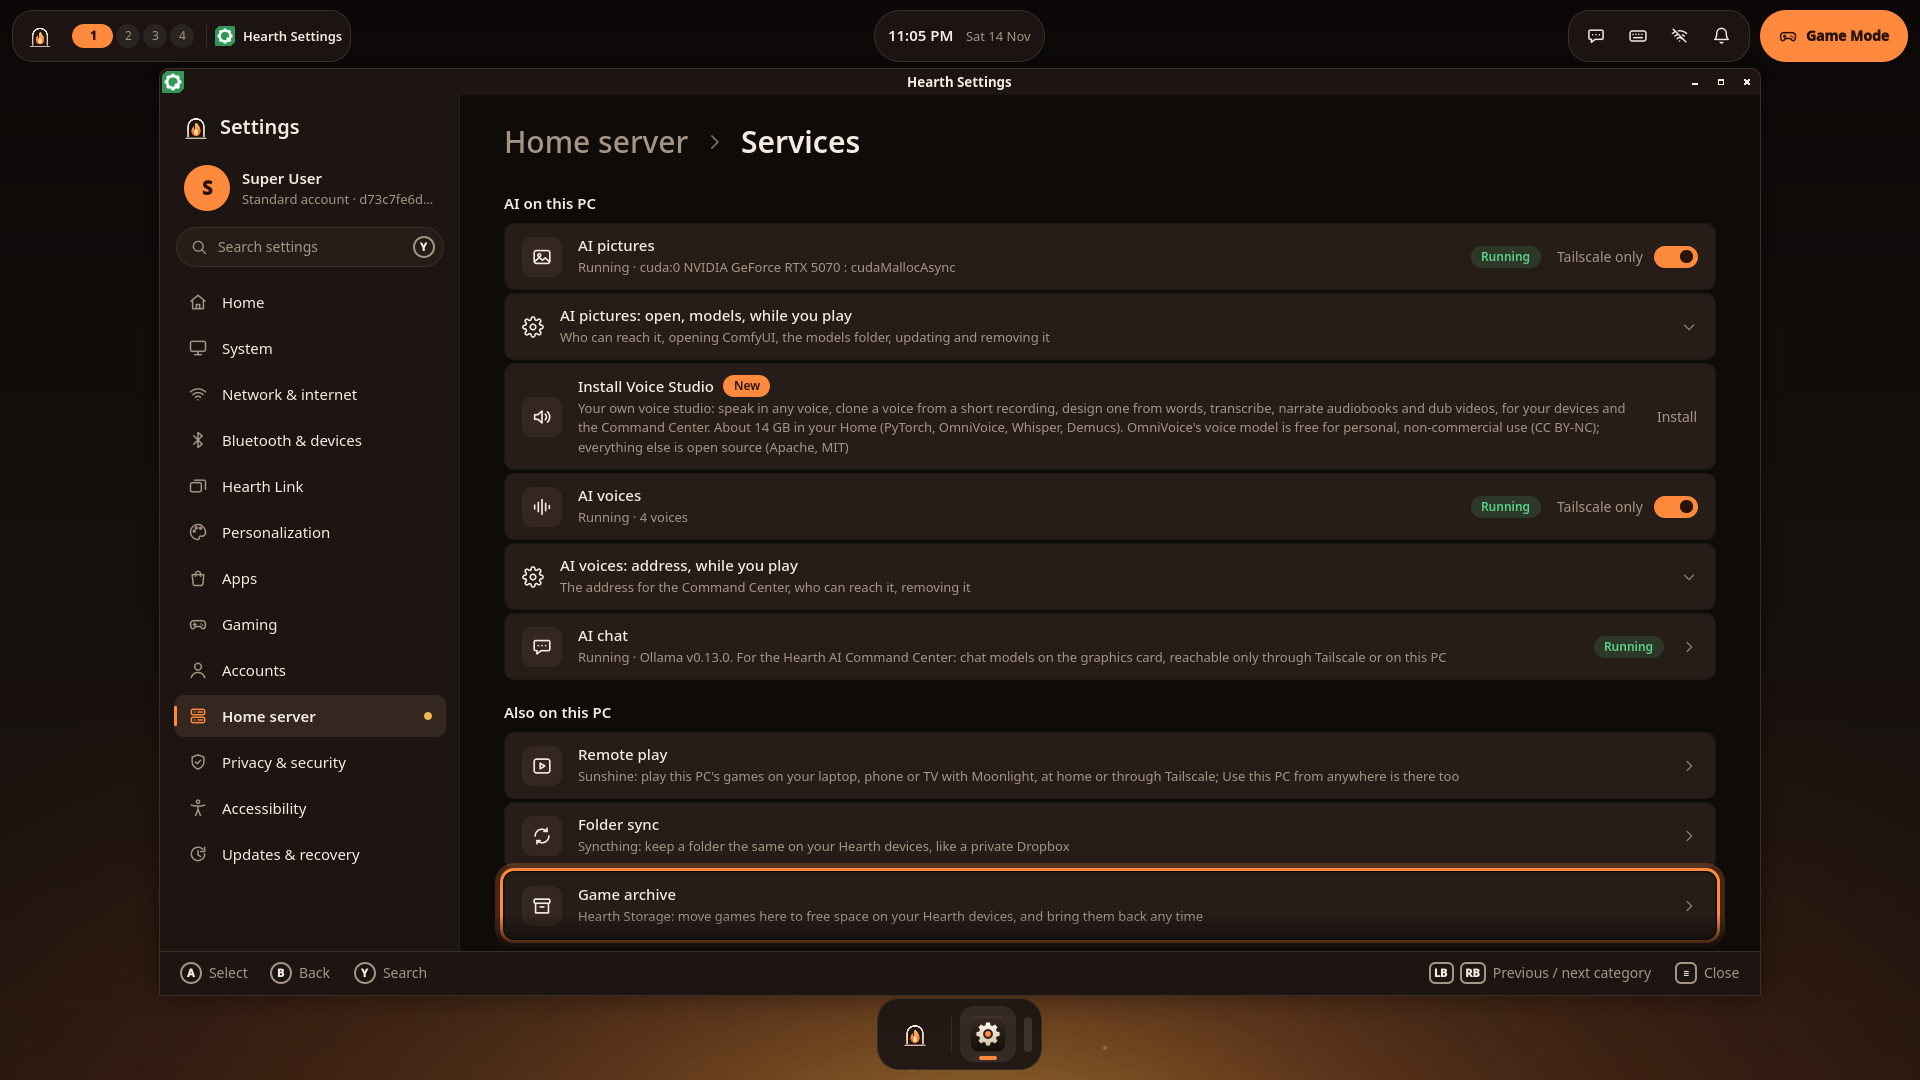 1 2 3 4
Hearth Settings
11:05 PM Sat 14 Nov
Game Mode
Hearth Settings
Settings
S
Super User
Standard account · d73c7fe6d...
Search settings
Y
Home
System
Network & internet
Bluetooth & devices
Hearth Link
Personalization
Apps
Gaming
Accounts
Home server
Privacy & security
Accessibility
Updates & recovery
Home server > Services
AI on this PC
AI pictures
Running · cuda:0 NVIDIA GeForce RTX 5070 : cudaMallocAsync
Running
Tailscale only
AI pictures: open, models, while you play
Who can reach it, opening ComfyUI, the models folder, updating and removing it
Install Voice Studio New
Your own voice studio: speak in any voice, clone a voice from a short recording, design one from words, transcribe, narrate audiobooks and dub videos, for your devices and
the Command Center. About 14 GB in your Home (PyTorch, OmniVoice, Whisper, Demucs). OmniVoice's voice model is free for personal, non-commercial use (CC BY-NC);
everything else is open source (Apache, MIT)
Install
AI voices
Running · 4 voices
Running
Tailscale only
AI voices: address, while you play
The address for the Command Center, who can reach it, removing it
AI chat
Running · Ollama v0.13.0. For the Hearth AI Command Center: chat models on the graphics card, reachable only through Tailscale or on this PC
Running
Also on this PC
Remote play
Sunshine: play this PC's games on your laptop, phone or TV with Moonlight, at home or through Tailscale; Use this PC from anywhere is there too
Folder sync
Syncthing: keep a folder the same on your Hearth devices, like a private Dropbox
Game archive
Hearth Storage: move games here to free space on your Hearth devices, and bring them back any time
A Select B Back Y Search
LB RB Previous / next category
Close